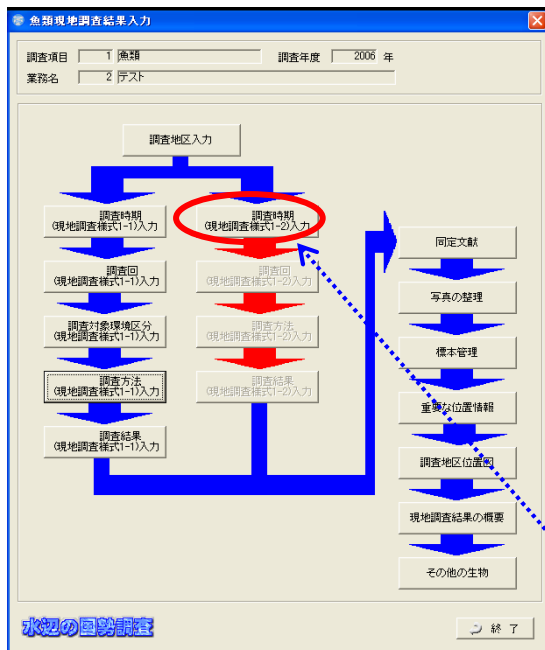 魚類現地調査結果入力
調査項目 1 魚類 調査年度 2006 年
業務名 2 テスト
調査地区入力
調査時期
(現地調査様式1-1)入力
調査回
(現地調査様式1-1)入力
調査対象環境区分
(現地調査様式1-1)入力
調査方法
(現地調査様式1-1)入力
調査結果
(現地調査様式1-1)入力
調査時期
(現地調査様式1-2)入力
調査回
(現地調査様式1-2)入力
調査方法
(現地調査様式1-2)入力
調査結果
(現地調査様式1-2)入力
同定文献
写真の整理
標本管理
重要な位置情報
調査地区位置図
現地調査結果の概要
その他の生物
水辺の国勢調査
終 了